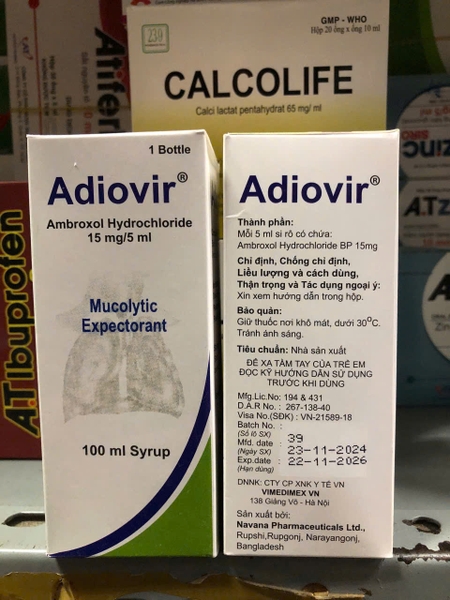 239
GMP - WHO
Hộp 20 ống x ống 10ml
CALCOLIFE
Calci lactat pentahydrat 65 mg/ ml
Atifer
A.T Ibuprofen
zinc
SIRÔ
A.TZ
1 Bottle
Adiovir®
Ambroxol Hydrochloride
15 mg/5 ml
Mucolytic
Expectorant
100 ml Syrup
Adiovir®
Thành phần:
Mỗi 5 ml si rô có chứa:
Ambroxol Hydrochloride BP 15mg
Chỉ định, Chống chỉ định,
Liều lượng và cách dùng,
Thận trọng và Tác dụng ngoại ý:
Xin xem hướng dẫn trong hộp.
Bảo quản:
Giữ thuốc nơi khô mát, dưới 30°C.
Tránh ánh sáng.
Tiêu chuẩn: Nhà sản xuất
ĐỂ XA TẦM TAY CỦA TRẺ EM
ĐỌC KỸ HƯỚNG DẪN SỬ DỤNG
TRƯỚC KHI DÙNG
Mfg.Lic.No: 194 & 431
D.A.R No. : 267-138-40
Visa No.(SĐK) : VN-21589-18
Batch No. :
(Số lô SX) 39
Mfd. date :
(Ngày SX) 23-11-2024
Exp.date : 22-11-2026
(Hạn dùng)
DNNK: CTY CP XNK Y TẾ VN
VIMEDIMEX VN
138 Giảng Võ - Hà Nội
Sản xuất bởi:
Navana Pharmaceuticals Ltd.,
Rupshi,Rupgonj, Narayangonj,
Bangladesh